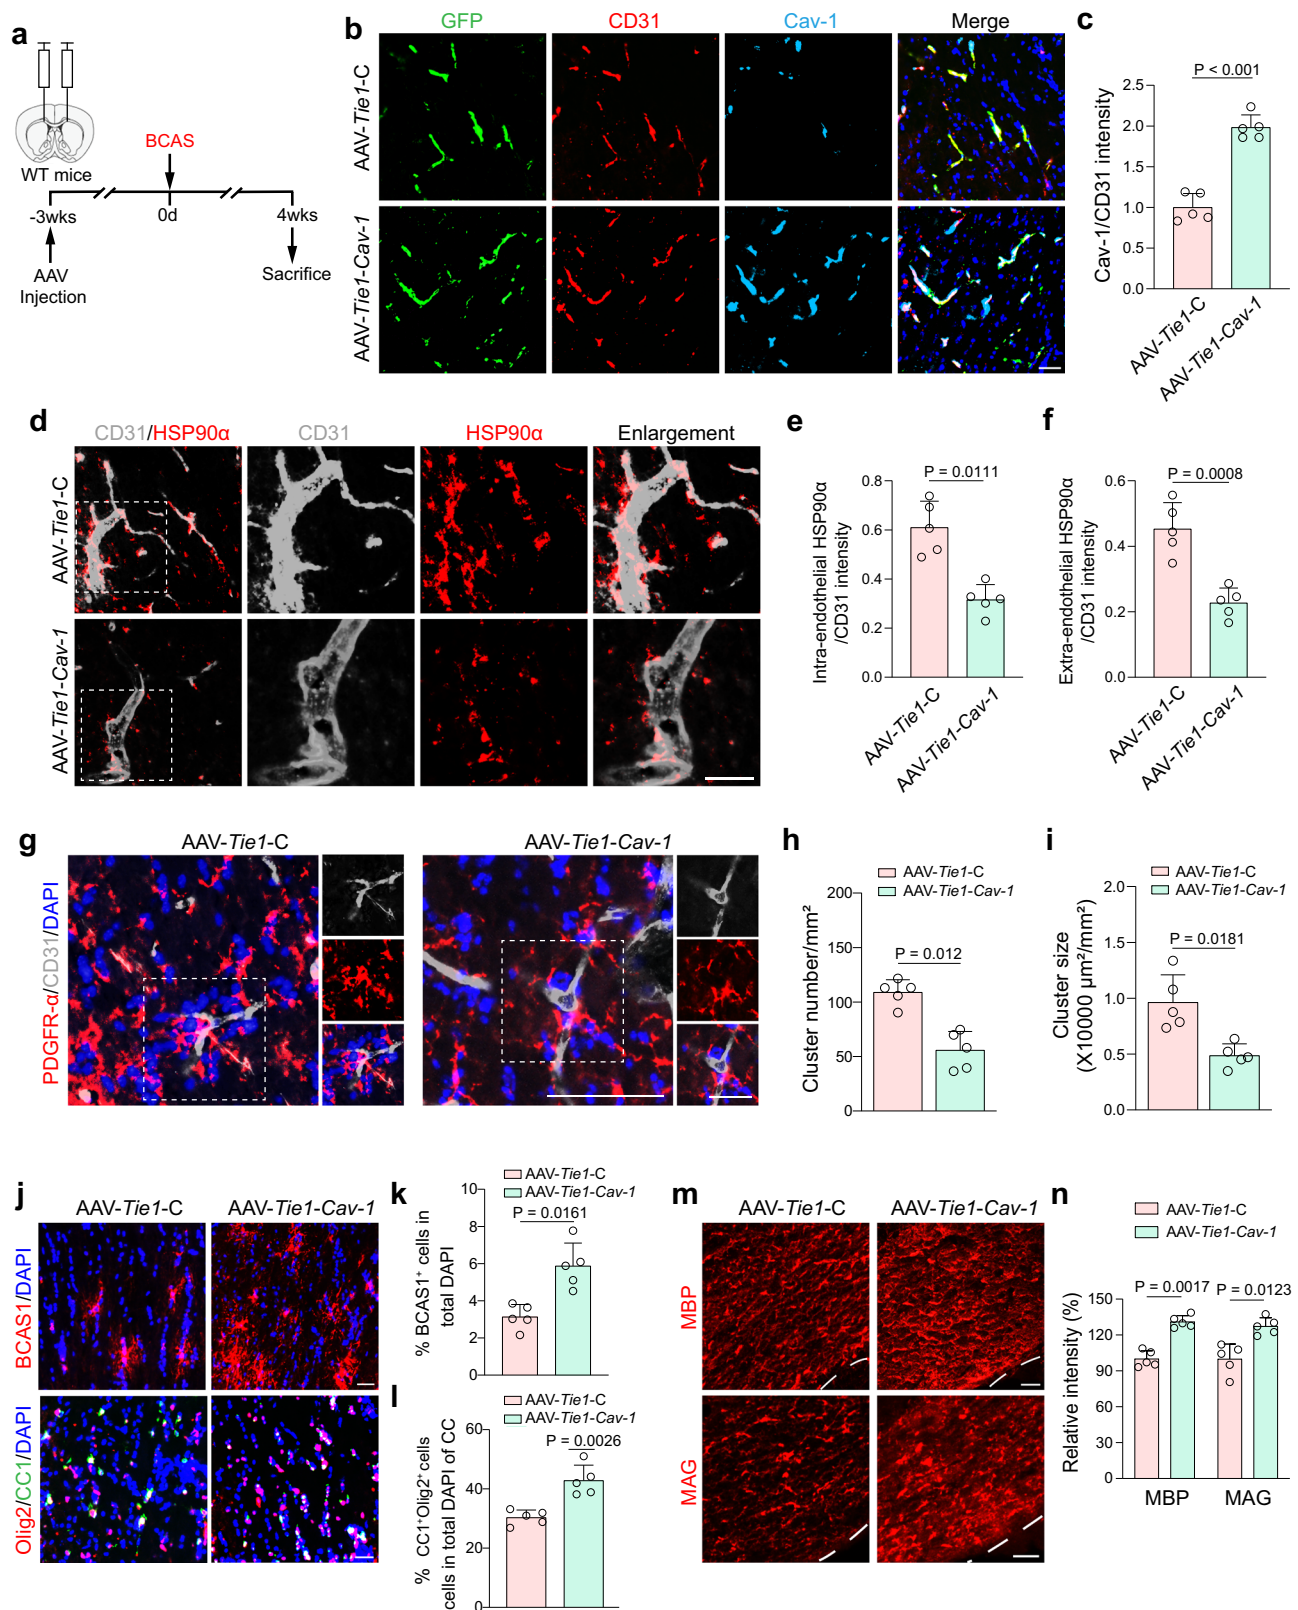 a
WT mice
BCAS
-3wks
0d
4wks
AAV
Injection
Sacrifice
b
GFP
CD31
Cav-1
Merge
AAV-Tie1-C
AAV-Tie1-Cav-1
c
P < 0.001
Cav-1/CD31 intensity
2.5
2.0
1.5
1.0
0.5
0.0
AAV-Tie1-C
AAV-Tie1-Cav-1
d
CD31/HSP90α
CD31
HSP90α
Enlargement
AAV-Tie1-C
AAV-Tie1-Cav-1
e
P = 0.0111
Intra-endothelial HSP90α
/CD31 intensity
0.8
0.6
0.4
0.2
0.0
AAV-Tie1-C
AAV-Tie1-Cav-1
f
P = 0.0008
Extra-endothelial HSP90α
/CD31 intensity
0.6
0.4
0.2
0.0
AAV-Tie1-C
AAV-Tie1-Cav-1
g
AAV-Tie1-C
AAV-Tie1-Cav-1
PDGFR-α/CD31/DAPI
h
AAV-Tie1-C
AAV-Tie1-Cav-1
P = 0.012
Cluster number/mm²
200
150
100
50
0
i
AAV-Tie1-C
AAV-Tie1-Cav-1
P = 0.0181
Cluster size
(X10000 µm²/mm²)
2.0
1.5
1.0
0.5
0.0
j
AAV-Tie1-C
AAV-Tie1-Cav-1
BCAS1/DAPI
Olig2/CC1/DAPI
k
AAV-Tie1-C
AAV-Tie1-Cav-1
P = 0.0161
% BCAS1⁺ cells in
total DAPI
10
8
6
4
2
0
l
AAV-Tie1-C
AAV-Tie1-Cav-1
P = 0.0026
% CC1⁺Olig2⁺ cells
cells in total DAPI of CC
60
40
20
0
m
AAV-Tie1-C
AAV-Tie1-Cav-1
MBP
MAG
n
AAV-Tie1-C
AAV-Tie1-Cav-1
P = 0.0017
P = 0.0123
Relative intensity (%)
150
120
90
60
30
0
MBP
MAG